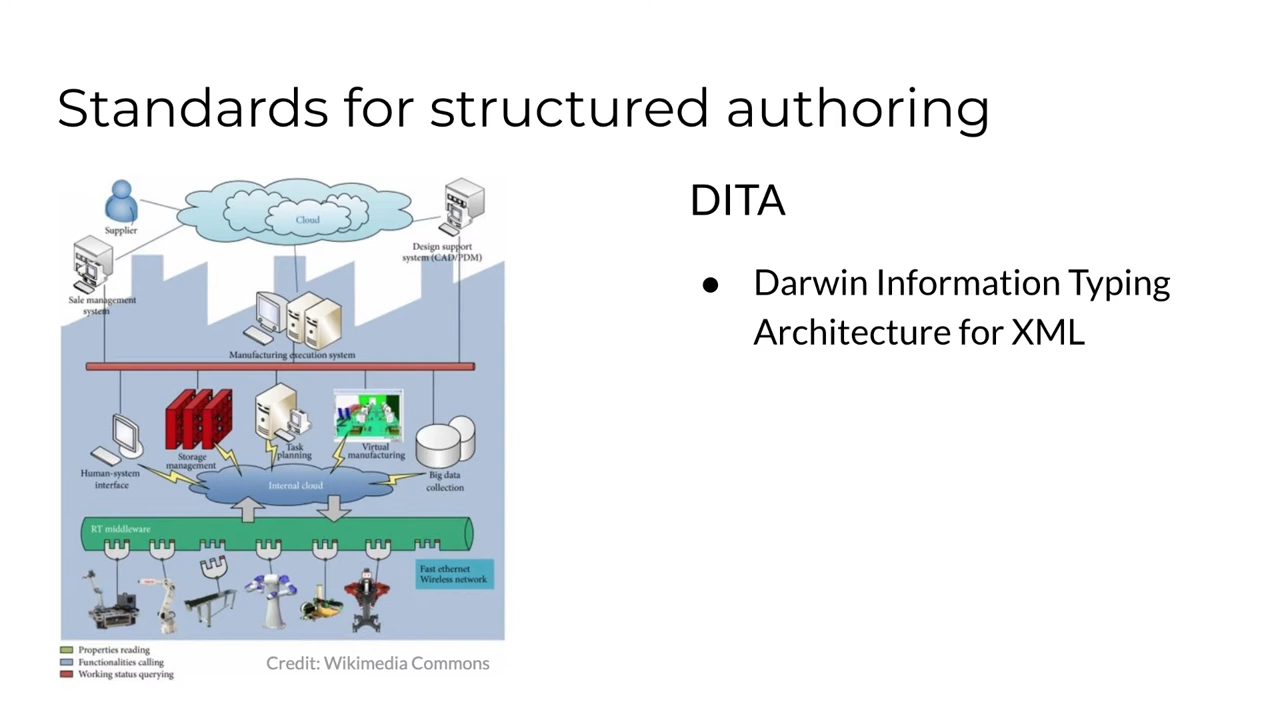 Standards for structured authoring
Cloud
Supplier
Design support
system (CAD/PDM)
Sale management
system
Manufacturing execution system
Storage
management
Task
planning
Virtual
manufacturing
Human-system
interface
Internal cloud
Big data
collection
RT middleware
Fast ethernet
Wireless network
Properties reading
Functionalities calling
Working status querying
Credit: Wikimedia Commons
DITA
● Darwin Information Typing
Architecture for XML